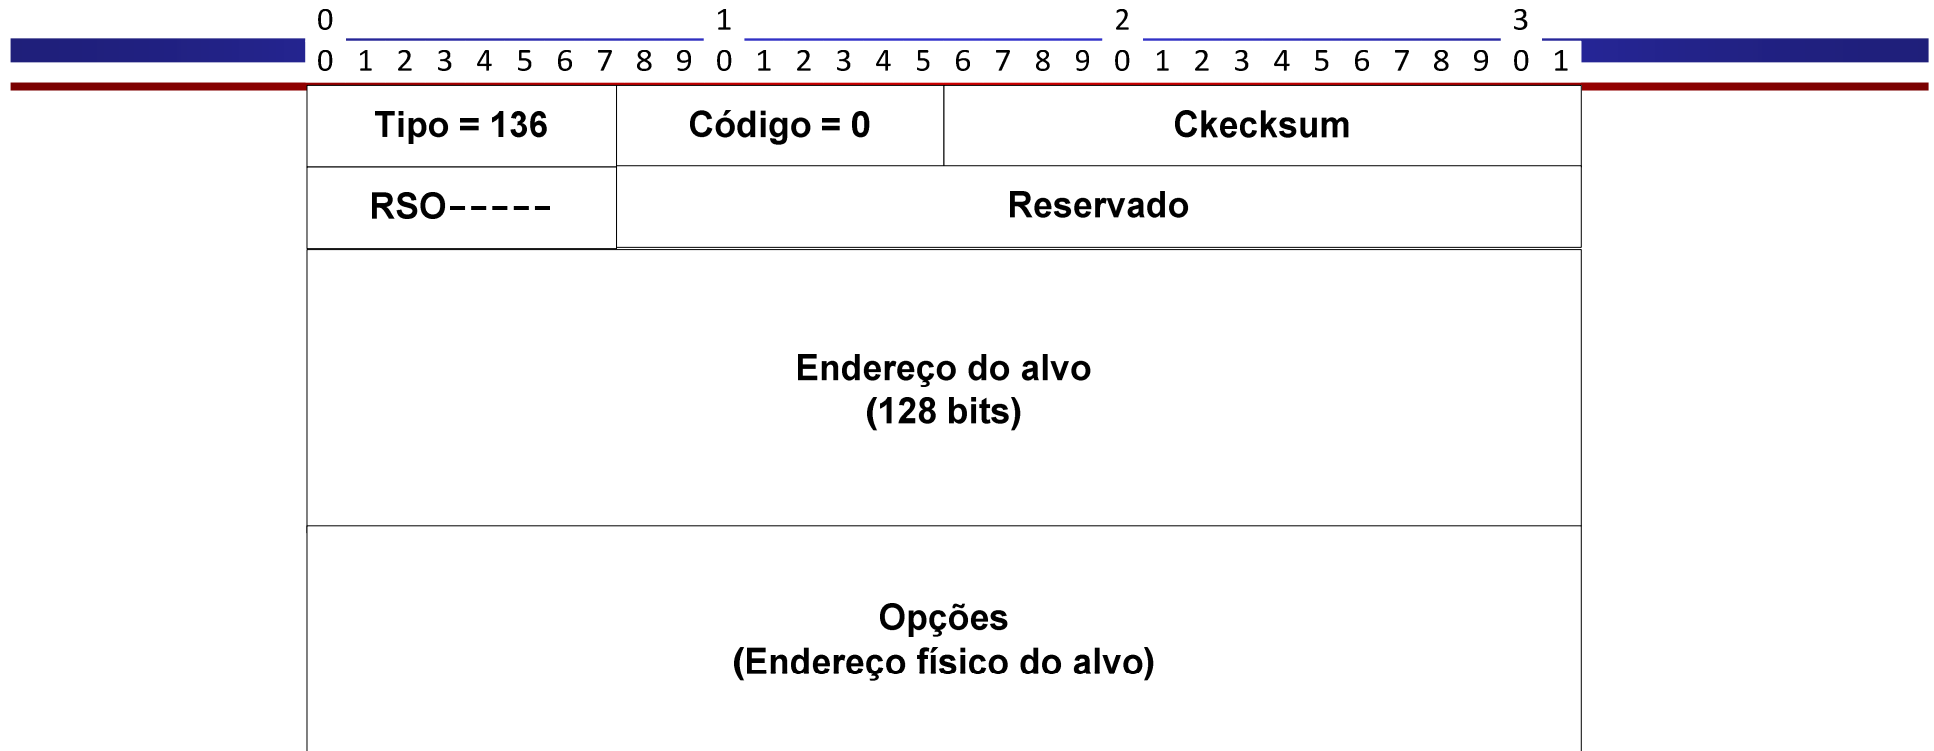 0 1 2 3
0 1 2 3 4 5 6 7 8 9 0 1 2 3 4 5 6 7 8 9 0 1 2 3 4 5 6 7 8 9 0 1
Tipo = 136 Código = 0 Ckecksum
RSO----- Reservado
Endereço do alvo
(128 bits)
Opções
(Endereço físico do alvo)